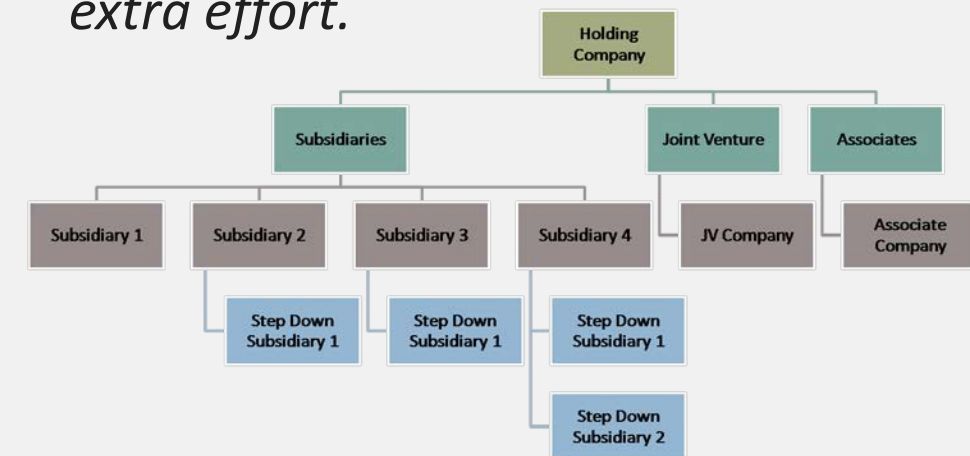 extra effort.
Holding
Company
Subsidiaries
Joint Venture
Associates
Subsidiary 1
Subsidiary 2
Subsidiary 3
Subsidiary 4
JV Company
Associate
Company
Step Down
Subsidiary 1
Step Down
Subsidiary 1
Step Down
Subsidiary 1
Step Down
Subsidiary 2